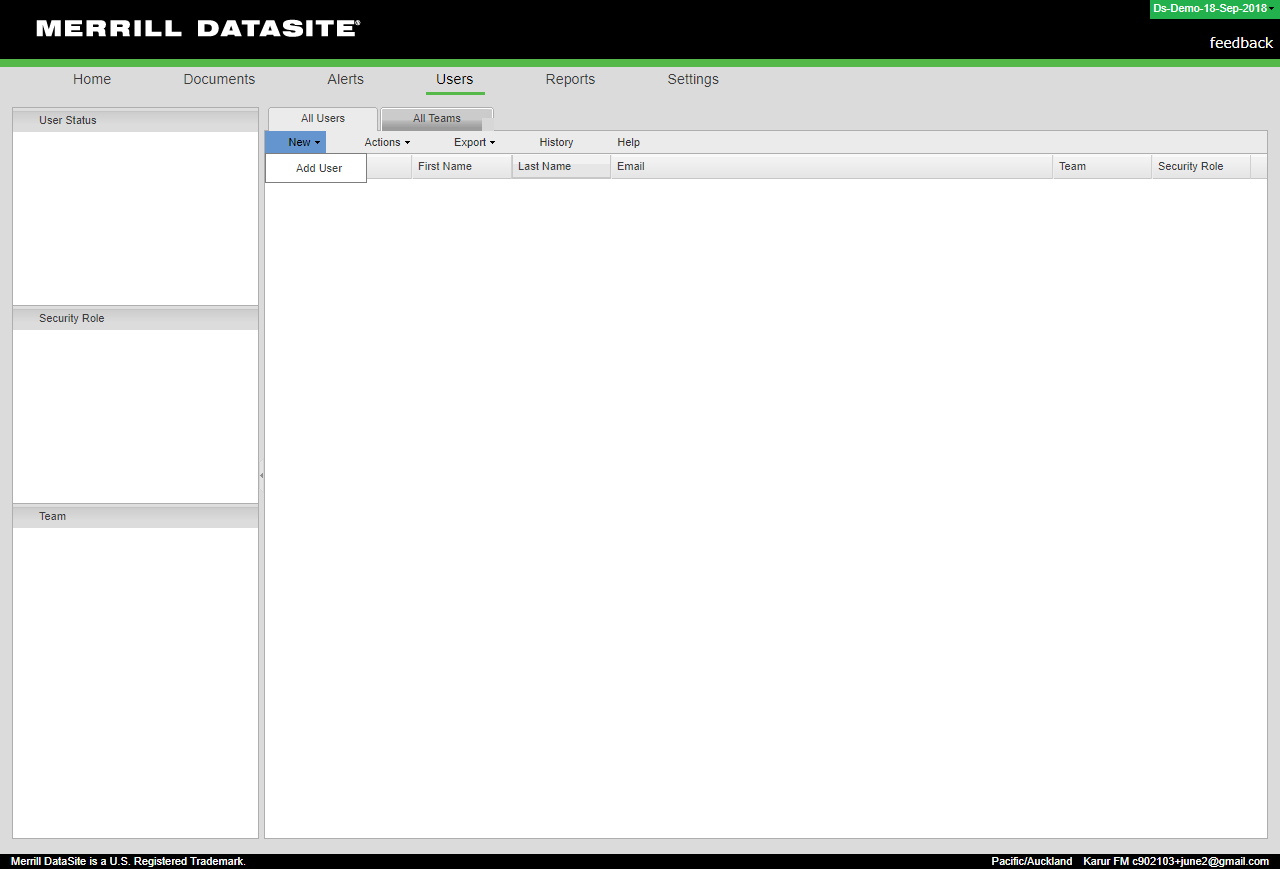 Ds-Demo-18-Sep-2018
MERRILL DATASITE®
feedback
Home Documents Alerts Users Reports Settings
User Status
All Users All Teams
New Actions Export History Help
Add User First Name Last Name Email Team Security Role
Security Role
Team
Merrill DataSite is a U.S. Registered Trademark. Pacific/Auckland Karur FM c902103+june2@gmail.com